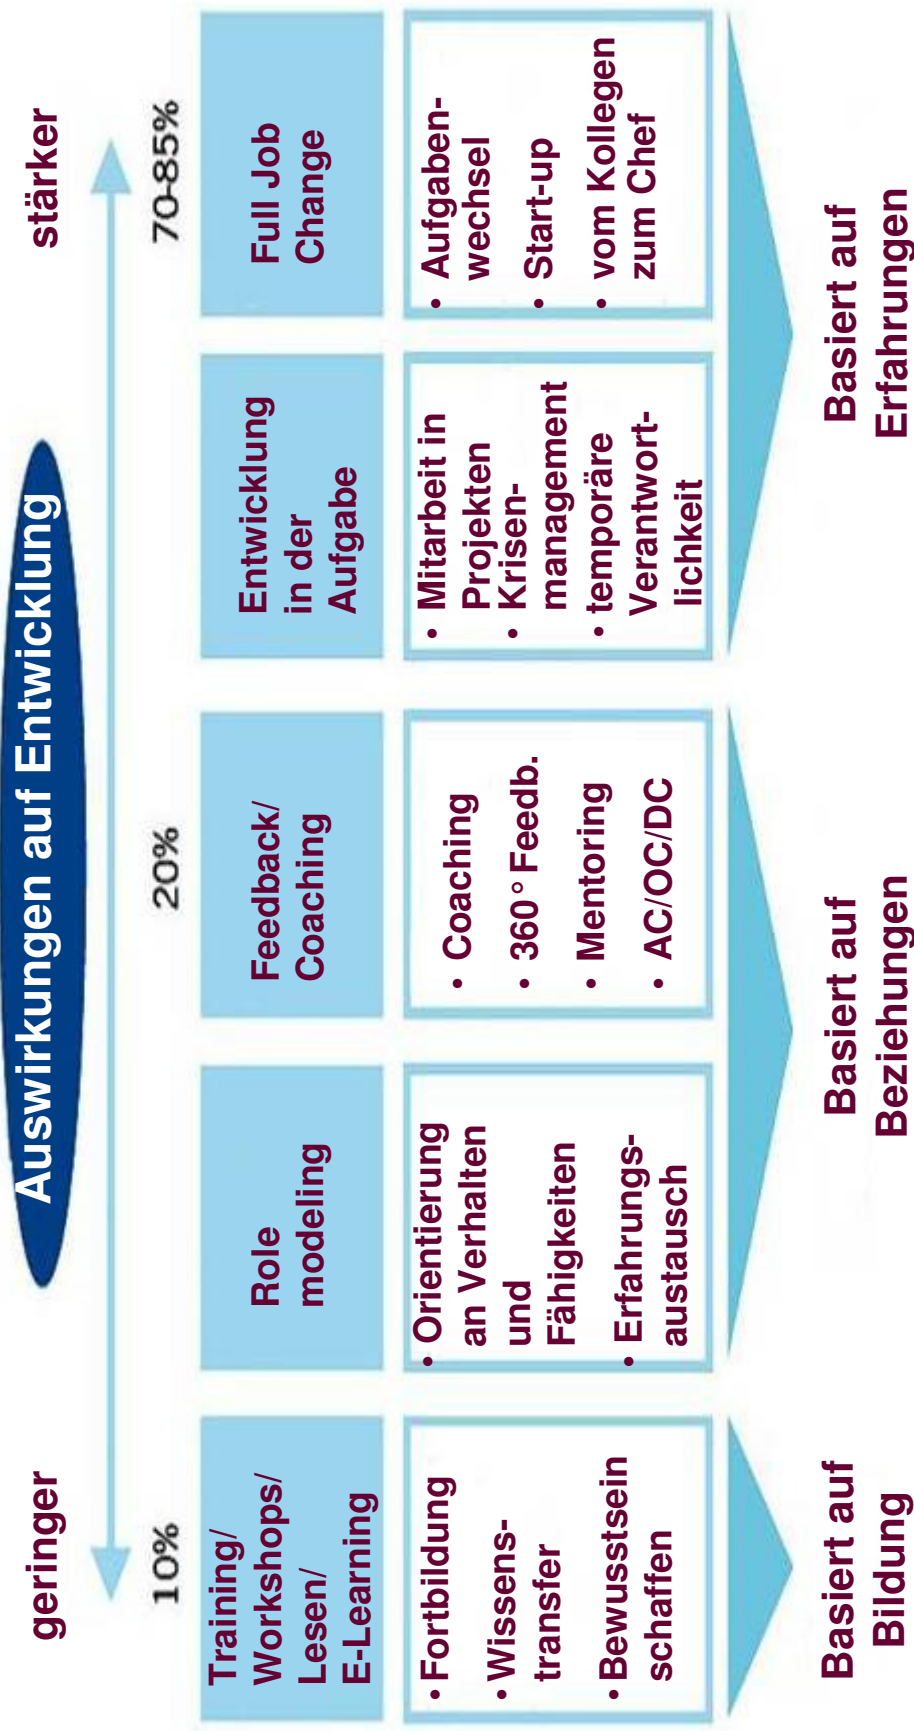 Auswirkungen auf Entwicklung
geringer
stärker
10%
20%
70-85%
Training/
Workshops/
Lesen/
E-Learning
• Fortbildung
• Wissens-
transfer
• Bewusstsein
schaffen
Role
modeling
• Orientierung
an Verhalten
und
Fähigkeiten
• Erfahrungs-
austausch
Feedback/
Coaching
• Coaching
• 360° Feedb.
• Mentoring
• AC/OC/DC
Entwicklung
in der
Aufgabe
• Mitarbeit in
Projekten
• Krisen-
management
• temporäre
Verantwort-
lichkeit
Full Job
Change
• Aufgaben-
wechsel
• Start-up
• vom Kollegen
zum Chef
Basiert auf
Bildung
Basiert auf
Beziehungen
Basiert auf
Erfahrungen